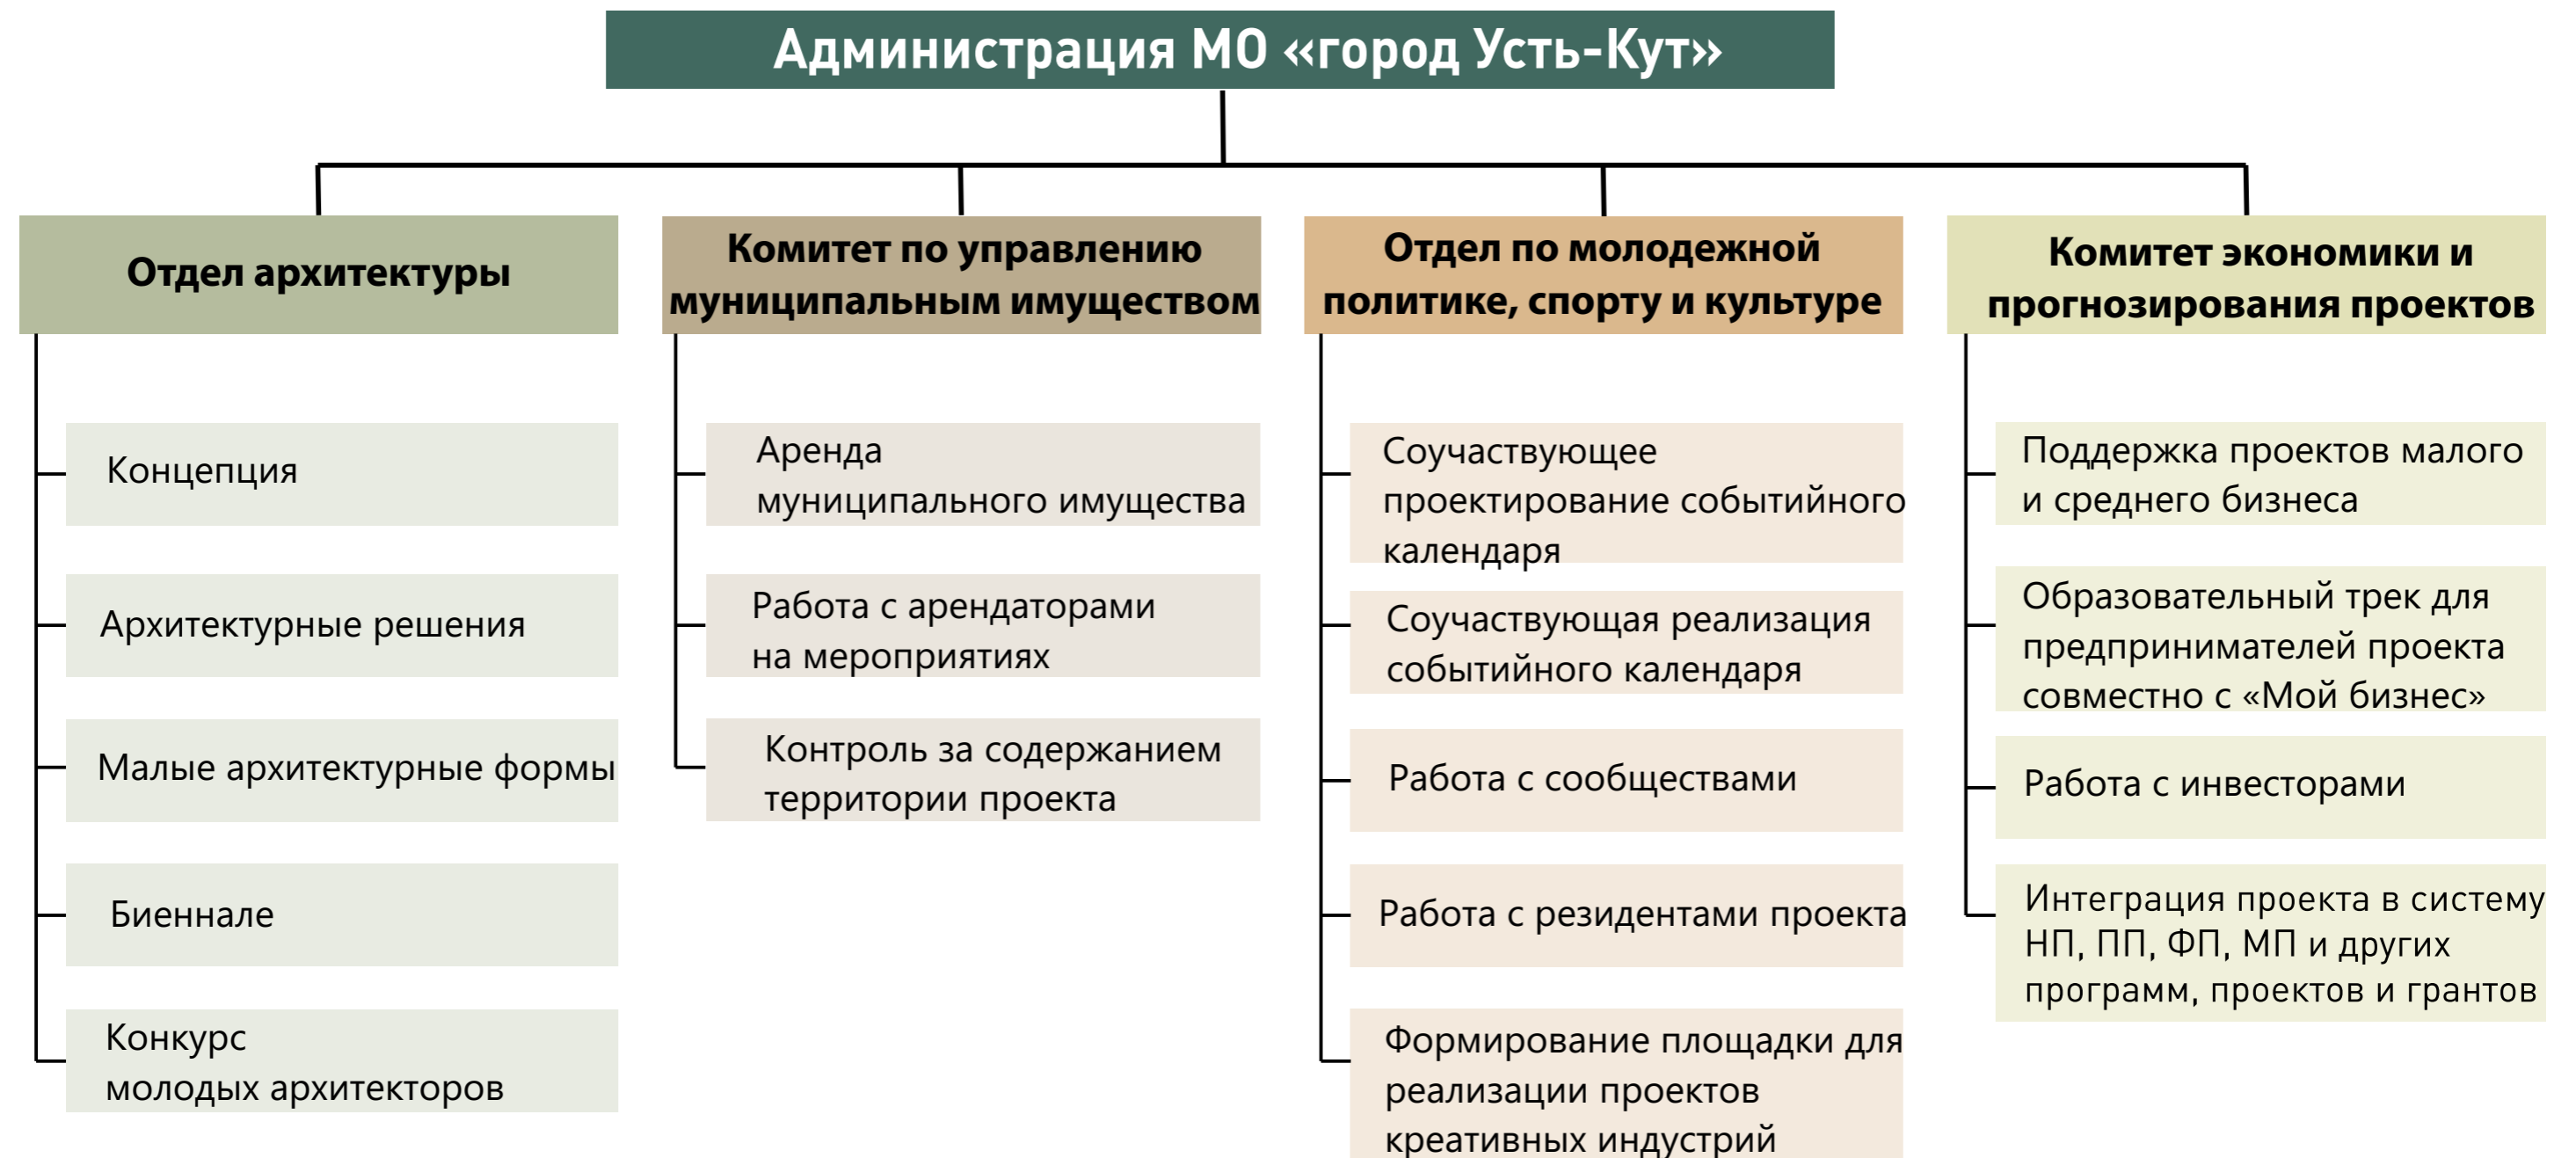 Администрация МО «город Усть-Кут»
Отдел архитектуры
Концепция
Архитектурные решения
Малые архитектурные формы
Биеннале
Конкурс
молодых архитекторов
Комитет по управлению
муниципальным имуществом
Аренда
муниципального имущества
Работа с арендаторами
на мероприятиях
Контроль за содержанием
территории проекта
Отдел по молодежной
политике, спорту и культуре
Соучаствующее
проектирование событийного
календаря
Соучаствующая реализация
событийного календаря
Работа с сообществами
Работа с резидентами проекта
Формирование площадки для
реализации проектов
креативных индустрий
Комитет экономики и
прогнозирования проектов
Поддержка проектов малого
и среднего бизнеса
Образовательный трек для
предпринимателей проекта
совместно с «Мой бизнес»
Работа с инвесторами
Интеграция проекта в систему
НП, ПП, ФП, МП и других
программ, проектов и грантов